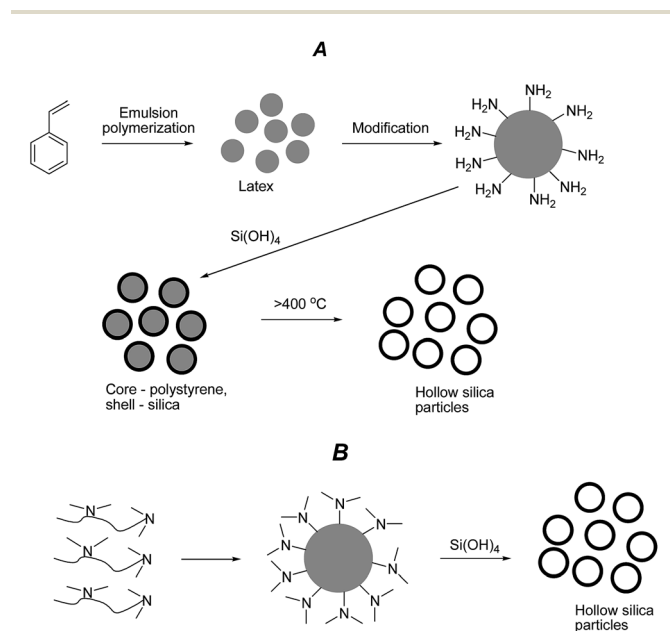 A
Emulsion
polymerization
Latex
Modification
NH2
H2N
NH2
H2N
NH2
H2N
H2N
NH2
NH2
Si(OH)4
>400 °C
Core - polystyrene,
shell - silica
Hollow silica
particles
B
N
N
N
N
N
N
N
N
N
N
N
N
N
N
Si(OH)4
Hollow silica
particles